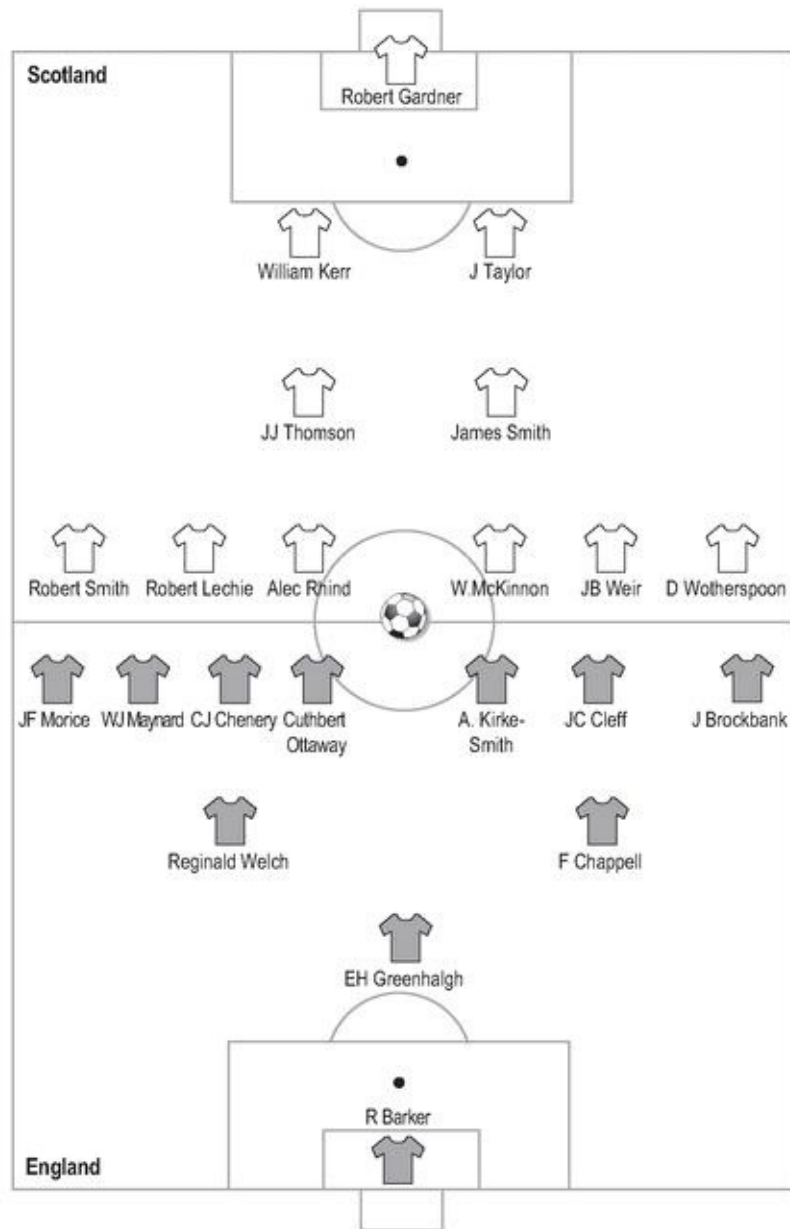 Scotland
Robert Gardner
William Kerr
J Taylor
JJ Thomson
James Smith
Robert Smith
Robert Lechie
Alec Rhind
W.McKinnon
JB Weir
D Wotherspoon
JF Morice
WJ Maynard
CJ Chenery
Cuthbert
Ottaway
A. Kirke-
Smith
JC Cleff
J Brockbank
Reginald Welch
F Chappell
EH Greenhalgh
R Barker
England